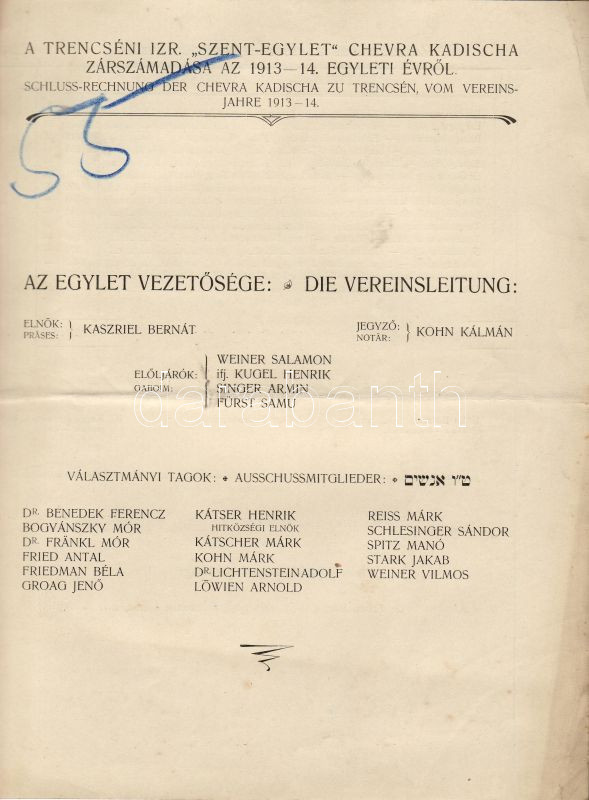 A TRENCSÉNI IZR. „SZENT-EGYLET“ CHEVRA KADISCHA
ZÁRSZÁMADÁSA AZ 1913—14. EGYLETI ÉVRŐL.
SCHLUSS-RECHNUNG DER CHEVRA KADISCHA ZU TRENCSÉN, VOM VEREINS-
JAHRE 1913—14.
AZ EGYLET VEZETŐSÉGE: DIE VEREINSLEITUNG:
ELNÖK:
PRÄSES:
KASZRIEL BERNÁT
JEGYZŐ:
NOTÄR:
KOHN KÁLMÁN
ELŐLJÁRÓK:
GABOIM:
WEINER SALAMON
ifj. KUGEL HENRIK
SINGER ARMIN
FÜRST SAMU
darabanth
VÁLASZTMÁNYI TAGOK: AUSSCHUSSMITGLIEDER: ט"ו אנשים
DR. BENEDEK FERENCZ
BOGYÁNSZKY MÓR
DR. FRÄNKL MÓR
FRIED ANTAL
FRIEDMAN BÉLA
GROAG JENŐ
KÁTSER HENRIK
HITKÖZSÉGI ELNÖK
KÁTSCHER MÁRK
KOHN MÁRK
DR. LICHTENSTEIN ADOLF
LÖWIEN ARNOLD
REISS MÁRK
SCHLESINGER SÁNDOR
SPITZ MANÓ
STARK JAKAB
WEINER VILMOS